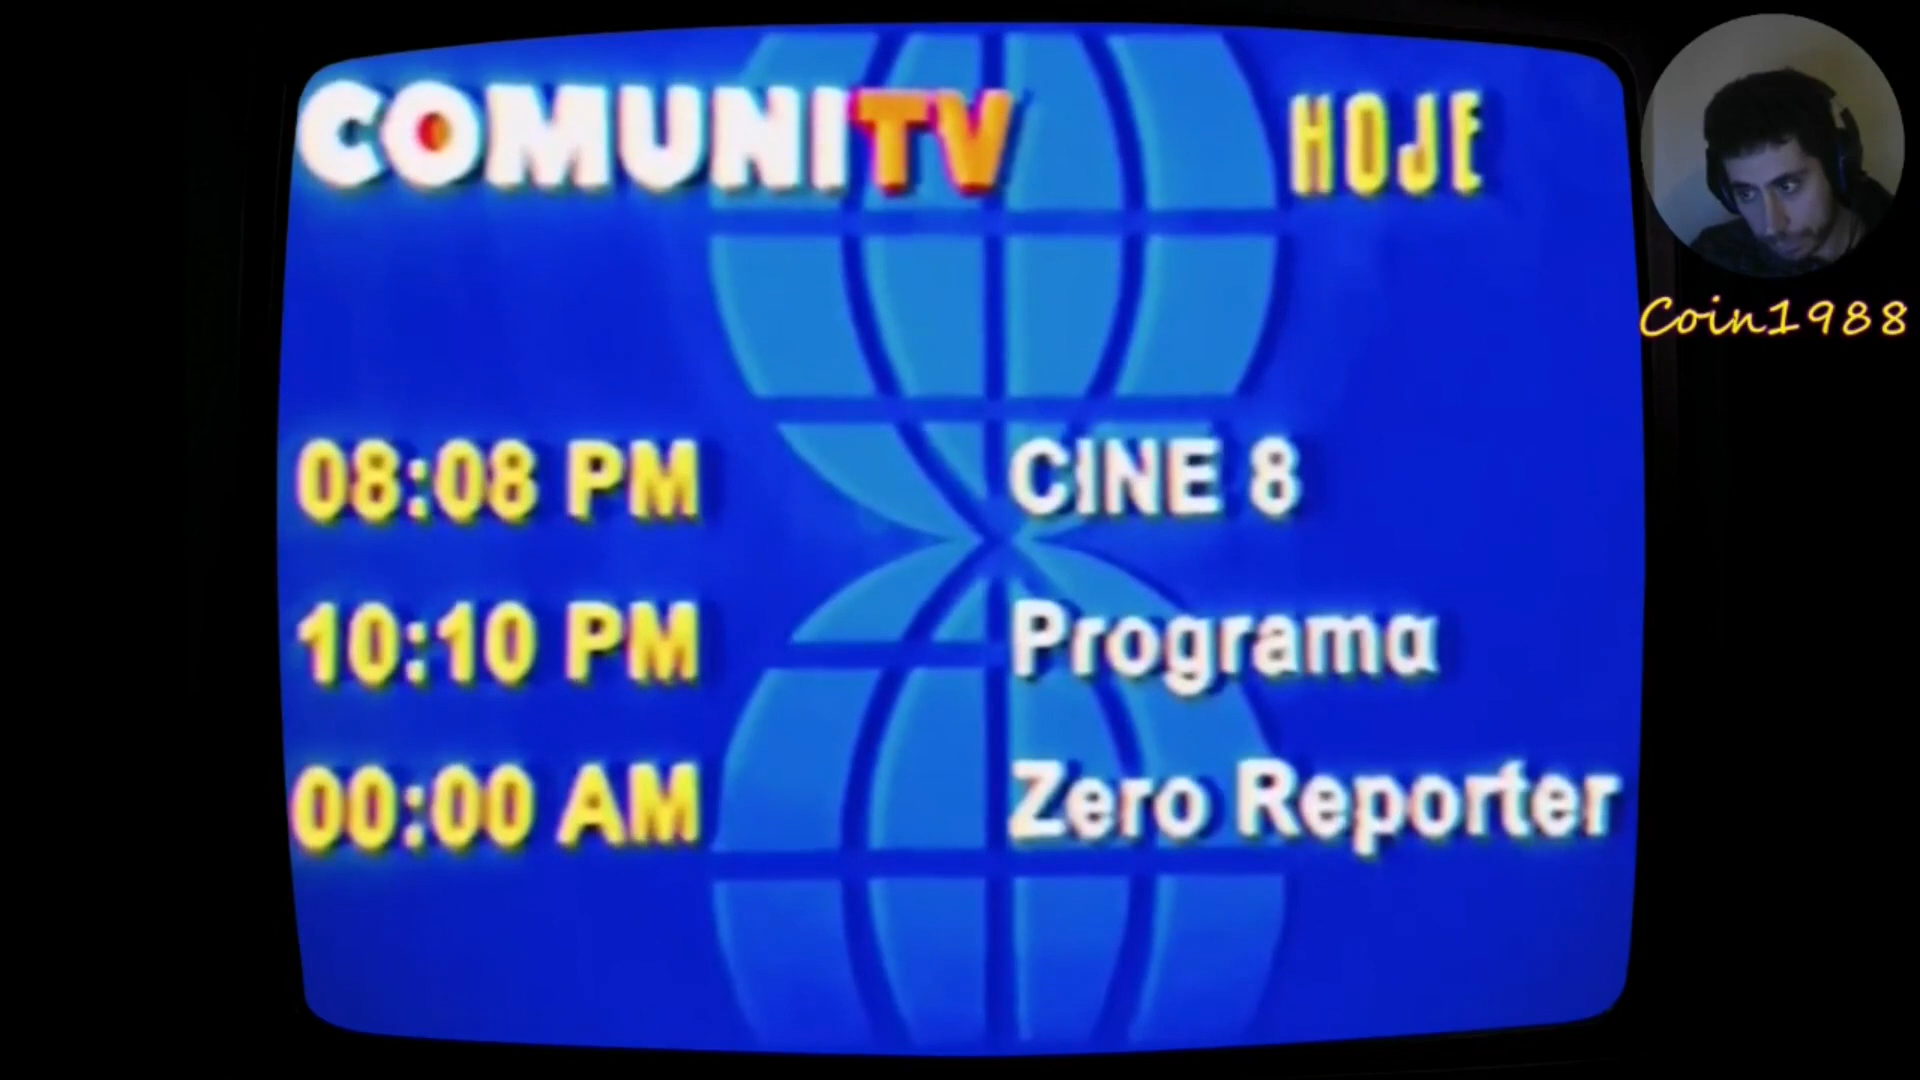 COMUNITV HOJE
Coin1988
08:08 PM CINE 8
10:10 PM Programa
00:00 AM Zero Reporter